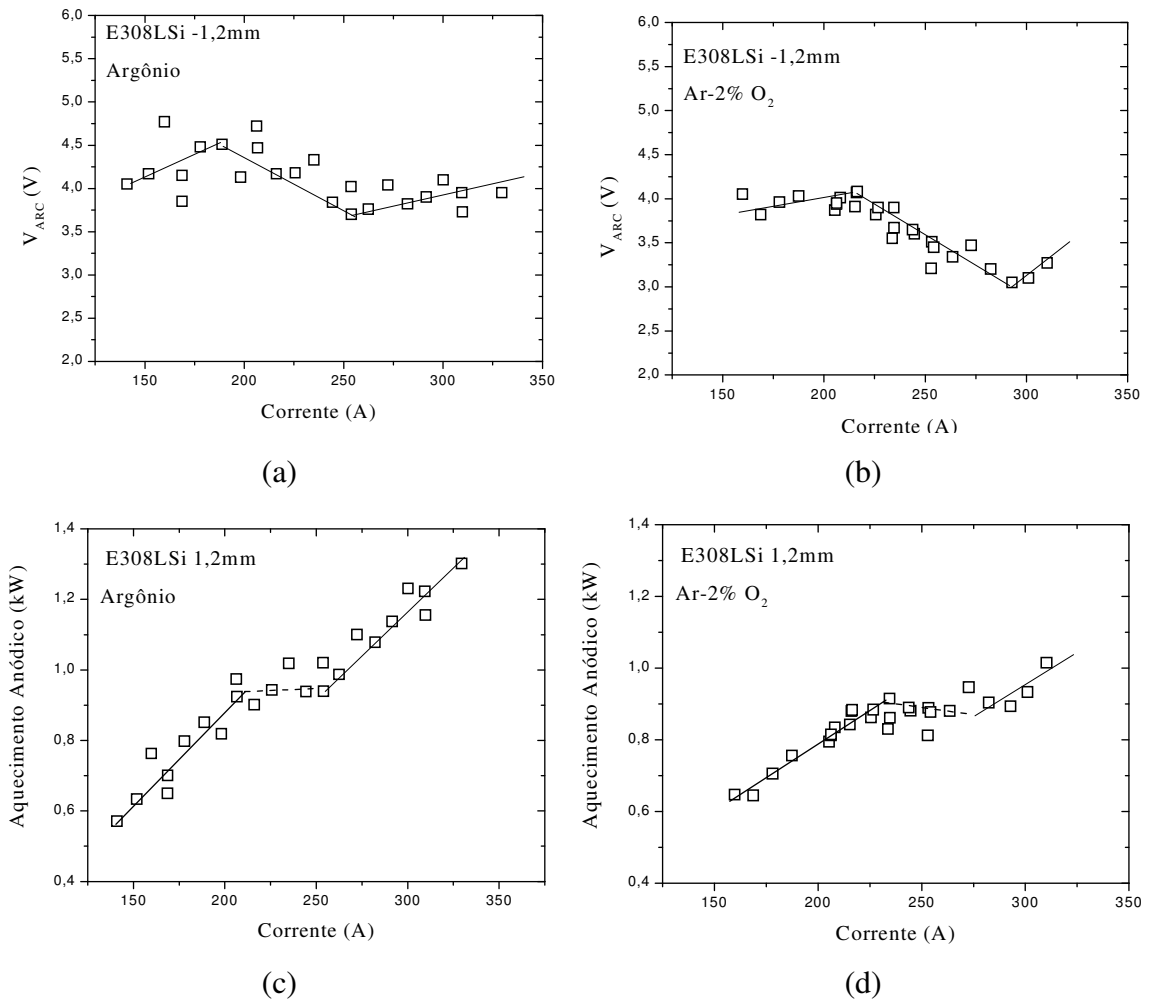 6,0
5,5
5,0
4,5
4,0
3,5
3,0
2,5
2,0
V ARC (V)
E308LSi -1,2mm
Argônio
150 200 250 300 350
Corrente (A)
(a)
6,0
5,5
5,0
4,5
4,0
3,5
3,0
2,5
2,0
V ARC (V)
E308LSi -1,2mm
Ar-2% O2
150 200 250 300 350
Corrente (A)
(b)
1,4
1,2
1,0
0,8
0,6
0,4
Aquecimento Anódico (kW)
E308LSi 1,2mm
Argônio
150 200 250 300 350
Corrente (A)
(c)
1,4
1,2
1,0
0,8
0,6
0,4
Aquecimento Anódico (kW)
E308LSi 1,2mm
Ar-2% O2
150 200 250 300 350
Corrente (A)
(d)